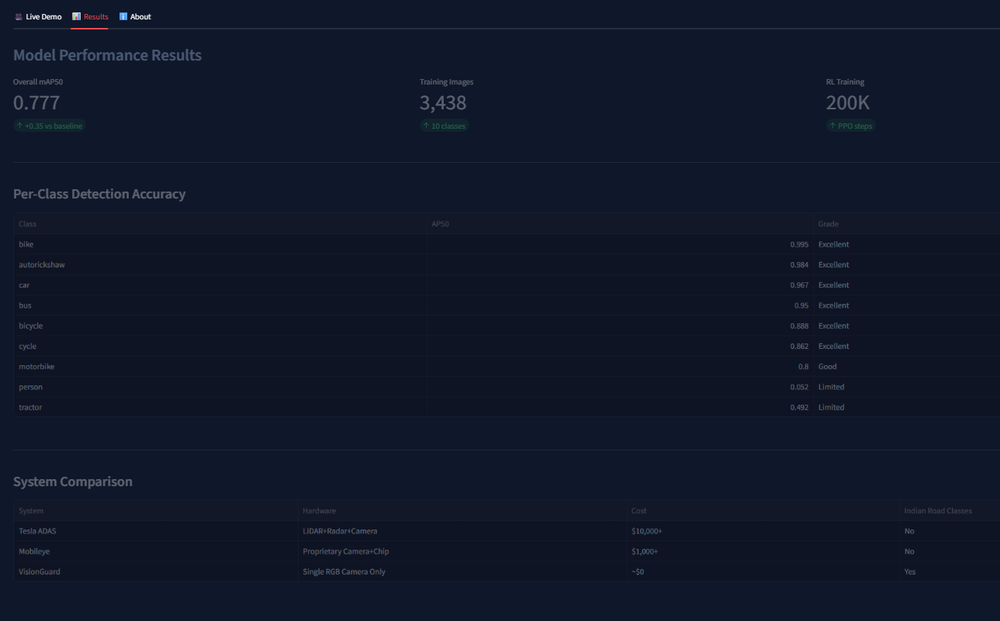 Live Demo Results About
Model Performance Results
Overall mAP50 Training Images RL Training
0.777 3,438 200K
↑ +0.35 vs baseline ↑ 10 classes ↑ PPO steps
Per-Class Detection Accuracy
Class AP50 Grade
bike 0.995 Excellent
autorickshaw 0.984 Excellent
car 0.967 Excellent
bus 0.95 Excellent
bicycle 0.888 Excellent
cycle 0.862 Excellent
motorbike 0.8 Good
person 0.052 Limited
tractor 0.492 Limited
System Comparison
System Hardware Cost Indian Road Classes
Tesla ADAS LiDAR+Radar+Camera $10,000+ No
Mobileye Proprietary Camera+Chip $1,000+ No
VisionGuard Single RGB Camera Only ~$0 Yes